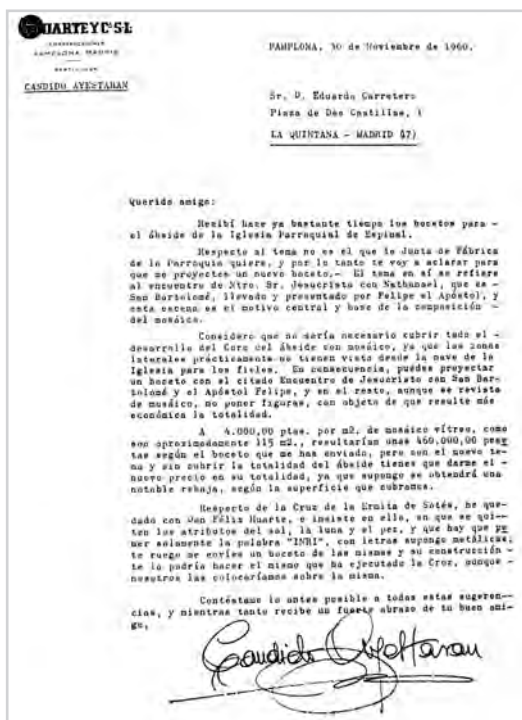 HUARTE Y Cª S.L.
PAMPLONA, MADRID
CANDIDO AYESTARAN
PAMPLONA, 30 de Noviembre de 1960.
Sr. D. Eduardo Carretero
Plaza de Dos Castillas, 1
LA QUINTANA - MADRID (17)
Querido amigo:
Recibí hace ya bastante tiempo los bocetos para -
el ábside de la Iglesia Parroquial de Espinal.
Respecto al tema no es el que la Junta de Fábrica
de la Parroquia quiere, y por lo tanto te voy a aclarar para
que me proyectes un nuevo boceto.- El tema en sí se refiere
al encuentro de Ntro. Sr. Jesucristo con Nathanael, que es -
San Bartolomé, llevado y presentado por Felipe el Apóstol, y
esta escena es el motivo central y base de la composición -
del mosáico.
Considero que no sería necesario cubrir todo el -
desarrollo del Coro del ábside con mosáico, ya que las zonas
laterales prácticamente no tienen vista desde la nave de la
Iglesia para los fieles. En consecuencia, puedes proyectar
un boceto con el citado Encuentro de Jesucristo con San Bar-
tolomé y el Apóstol Felipe, y en el resto, aunque se revista
de mosáico, no poner figuras, con objeto de que resulte más
económica la totalidad.
A 4.000,00 ptas. por m2. de mosáico vítreo, como
son aproximadamente 115 m2., resultarían unas 460.000,00 pese
tas según el boceto que me has enviado, pero con el nuevo te-
ma y sin cubrir la totalidad del ábside tienes que darme el -
nuevo precio en su totalidad, ya que supongo se obtendrá una
notable rebaja, según la superficie que cubramos.
Respecto de la Cruz de la Ermita de Sotés, he que-
dado con Don Félix Huarte, e insiste en ello, en que se qui--
ten los atributos del sol, la luna y el pez, y que hay que po
ner solamente la palabra "INRI", con letras supongo metálicas;
te ruego me envíes un boceto de las mismas y su construcción -
te la podría hacer el mismo que ha ejecutado la Cruz, aunque -
nosotros las colocaríamos sobre la misma.
Contéstame lo antes posible a todas estas sugeren-
cias, y mientras tanto recibe un fuerte abrazo de tu buen ami-
go,
Candido Ayestaran